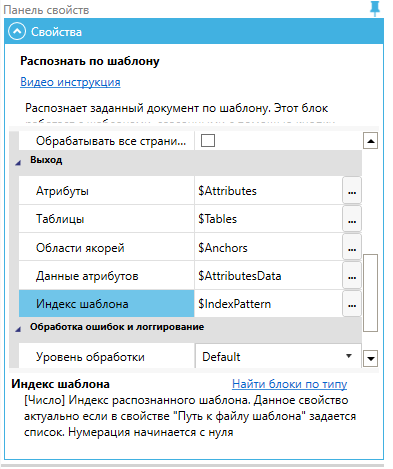 Панель свойств
Свойства
Распознать по шаблону
Видео инструкция
Распознает заданный документ по шаблону. Этот блок
Обрабатывать все страни...
Выход
Атрибуты $Attributes ...
Таблицы $Tables ...
Области якорей $Anchors ...
Данные атрибутов $AttributesData ...
Индекс шаблона $IndexPattern ...
Обработка ошибок и логгирование
Уровень обработки Default
Индекс шаблона Найти блоки по типу
[Число] Индекс распознанного шаблона. Данное свойство
актуально если в свойстве "Путь к файлу шаблона" задается
список. Нумерация начинается с нуля